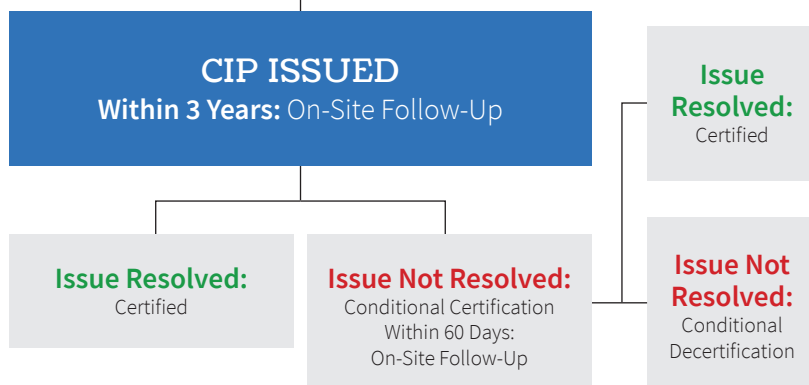 CIP ISSUED
Within 3 Years: On-Site Follow-Up
Issue Resolved:
Certified
Issue Not Resolved:
Conditional Certification
Within 60 Days:
On-Site Follow-Up
Issue
Resolved:
Certified
Issue Not
Resolved:
Conditional
Decertification